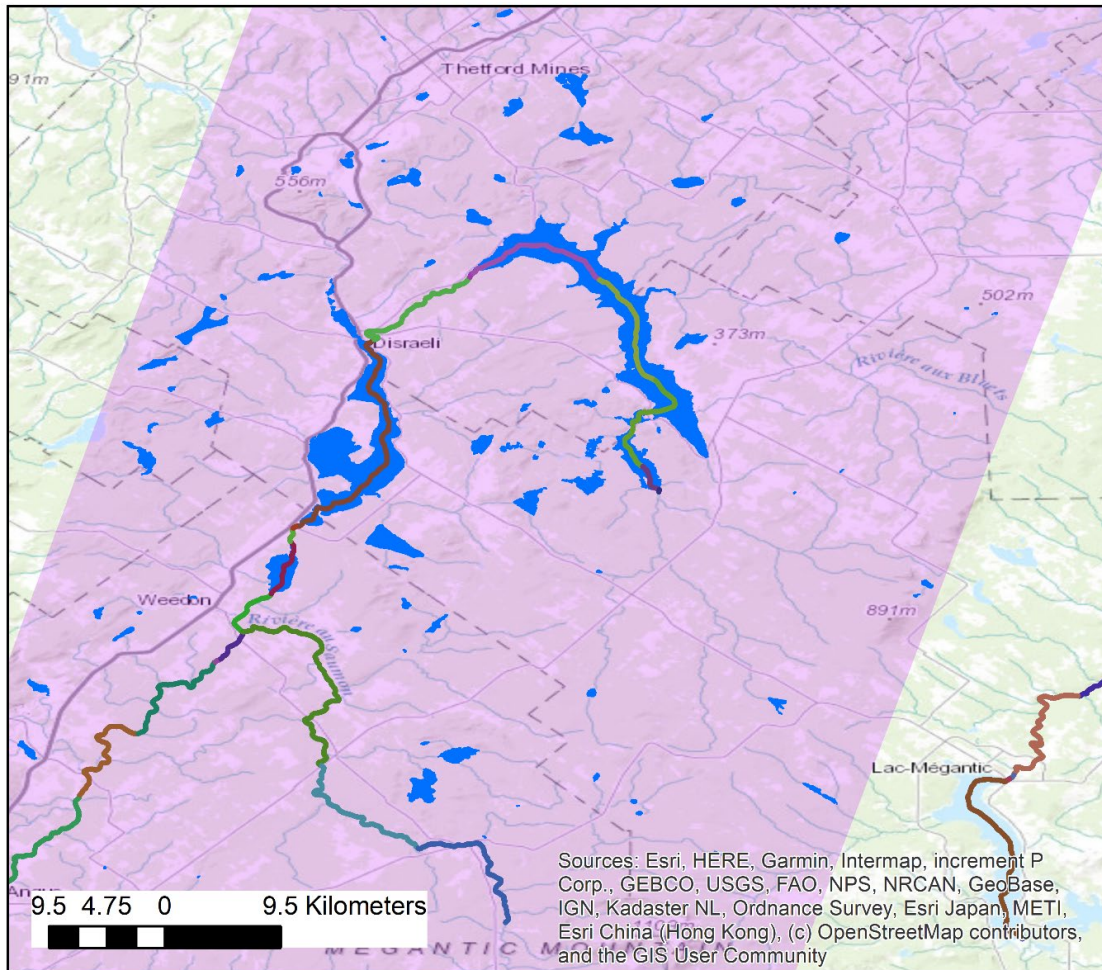 Thetford Mines
91m
556m
502m
Disraeli
373m
Rivière aux Bluets
Weedon
Rivière au Saumon
891m
Lac-Mégantic
Sources: Esri, HERE, Garmin, Intermap, increment P
Corp., GEBCO, USGS, FAO, NPS, NRCAN, GeoBase,
IGN, Kadaster NL, Ordnance Survey, Esri Japan, METI,
Esri China (Hong Kong), (c) OpenStreetMap contributors,
and the GIS User Community
9.5 4.75 0 9.5 Kilometers
MEGANTIC MOUNTAIN